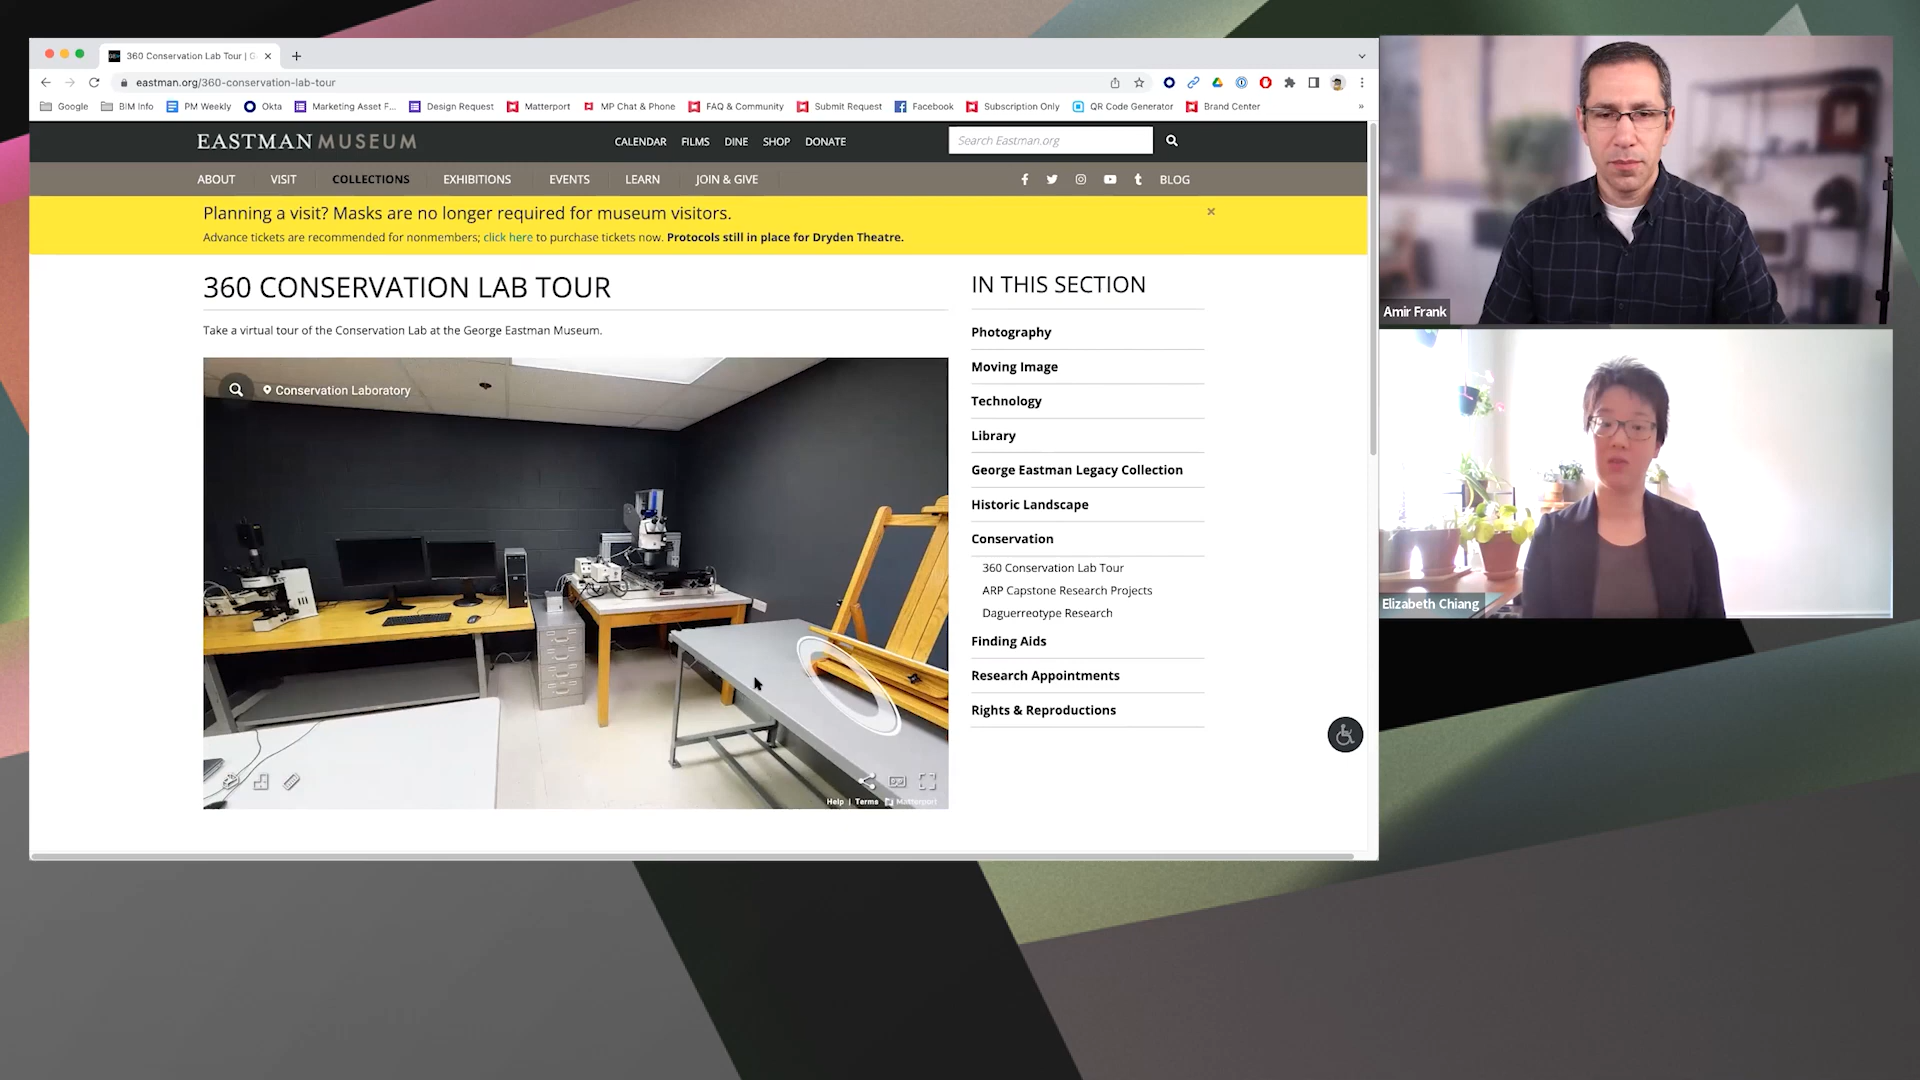 360 Conservation Lab Tour | G
eastman.org/360-conservation-lab-tour
Google BIM Info PM Weekly Okta Marketing Asset F... Design Request Matterport MP Chat & Phone FAQ & Community Submit Request Facebook Subscription Only QR Code Generator Brand Center »
EASTMAN MUSEUM
CALENDAR FILMS DINE SHOP DONATE
Search Eastman.org
ABOUT VISIT COLLECTIONS EXHIBITIONS EVENTS LEARN JOIN & GIVE BLOG
Planning a visit? Masks are no longer required for museum visitors.
Advance tickets are recommended for nonmembers; click here to purchase tickets now. Protocols still in place for Dryden Theatre.
360 CONSERVATION LAB TOUR
Take a virtual tour of the Conservation Lab at the George Eastman Museum.
Conservation Laboratory
Help | Terms Matterport
IN THIS SECTION
Photography
Moving Image
Technology
Library
George Eastman Legacy Collection
Historic Landscape
Conservation
360 Conservation Lab Tour
ARP Capstone Research Projects
Daguerreotype Research
Finding Aids
Research Appointments
Rights & Reproductions
Amir Frank
Elizabeth Chiang